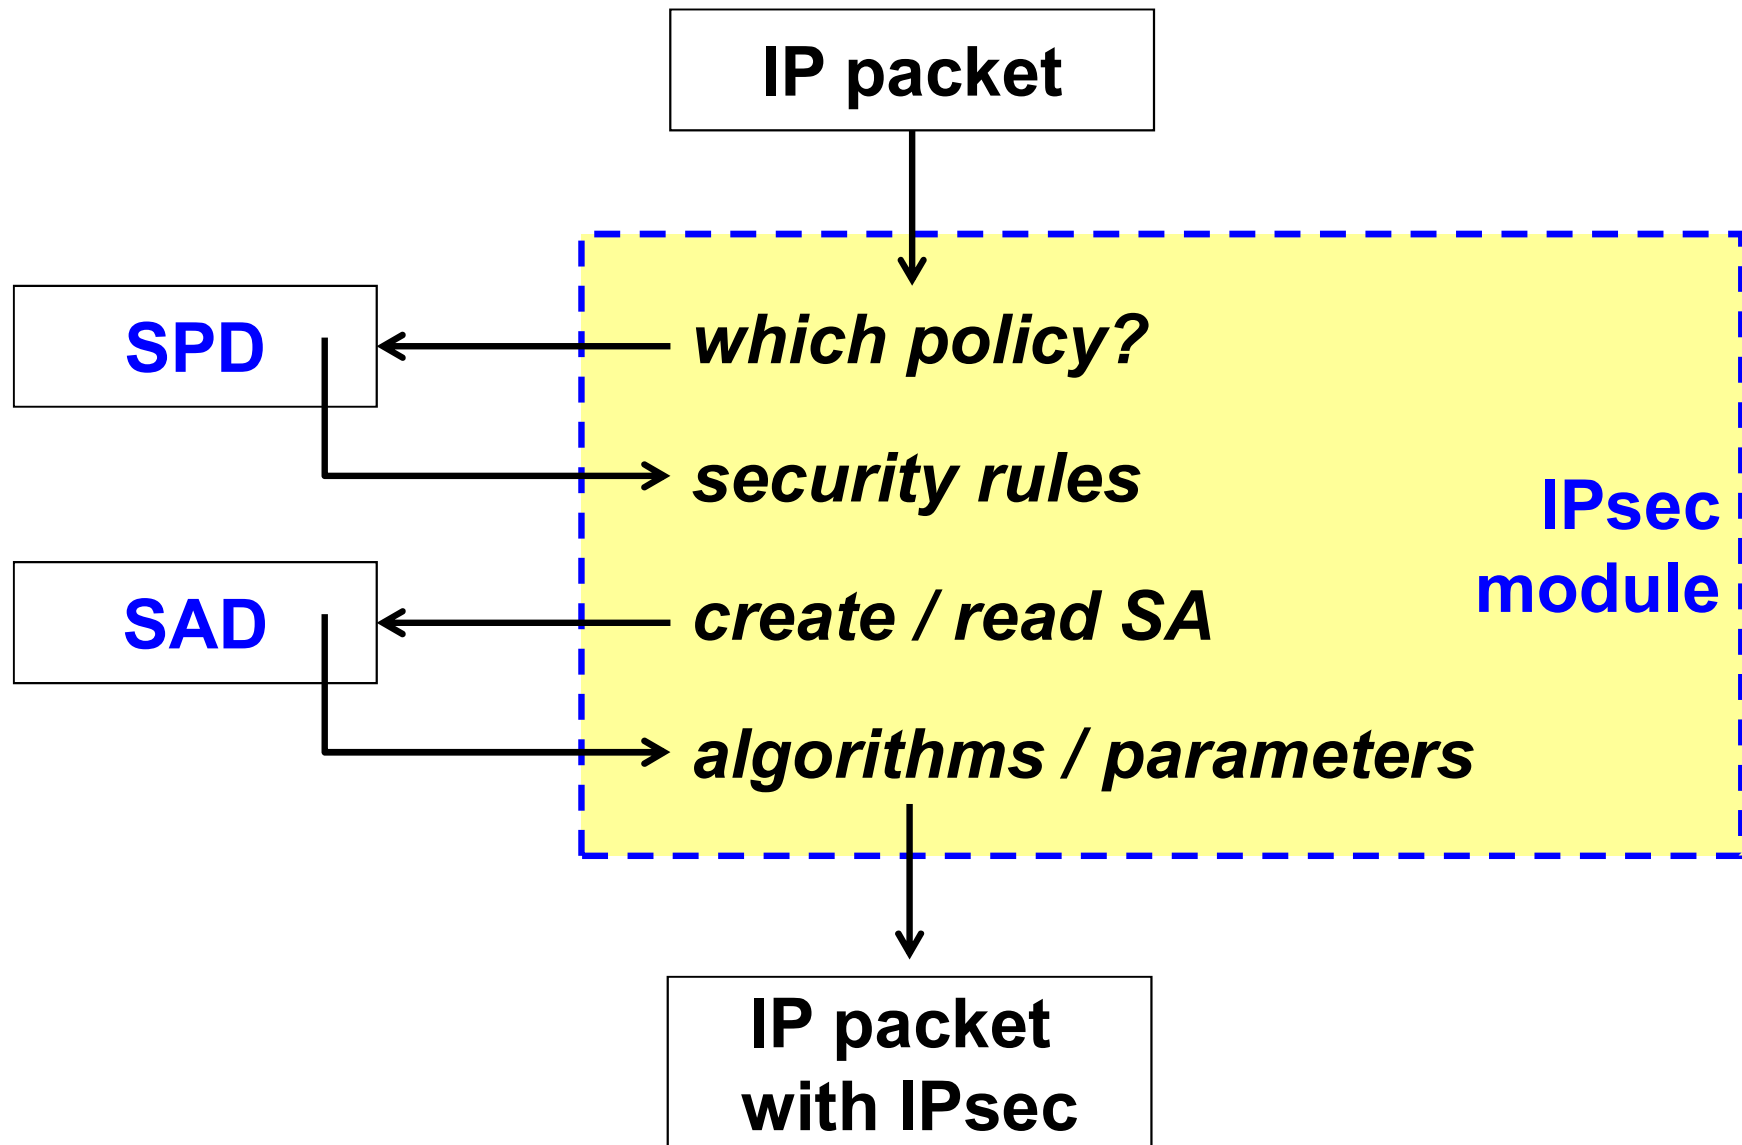 IP packet
SPD
which policy?
security rules
IPsec
module
SAD
create / read SA
algorithms / parameters
IP packet
with IPsec